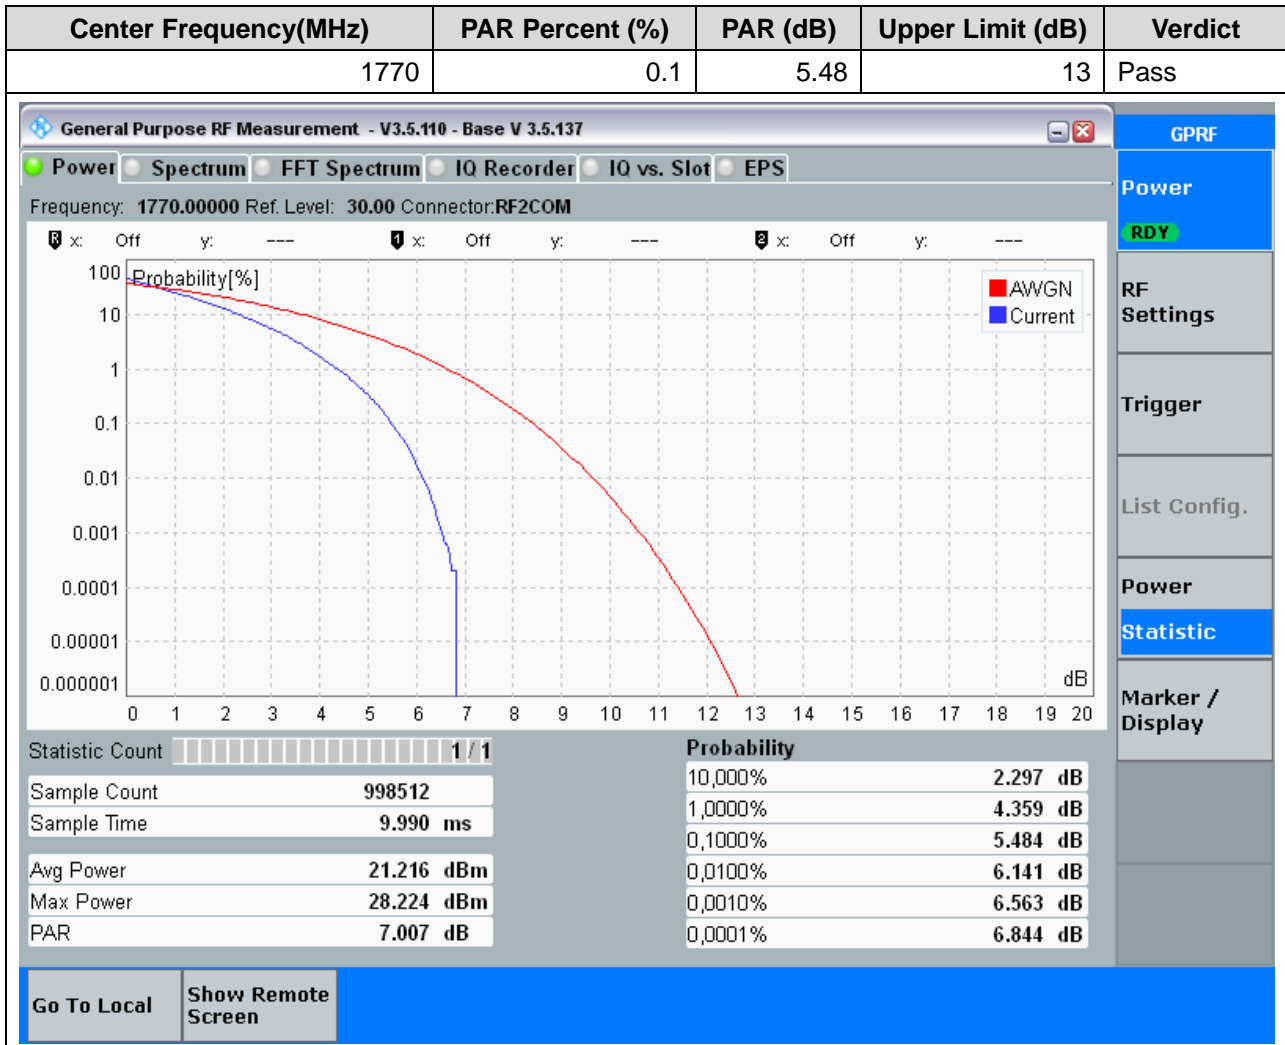 Center Frequency(MHz) PAR Percent (%) PAR (dB) Upper Limit (dB) Verdict
1770 0.1 5.48 13 Pass
General Purpose RF Measurement - V3.5.110 - Base V 3.5.137
GPRF
Power Spectrum FFT Spectrum IQ Recorder IQ vs. Slot EPS
Frequency: 1770.00000 Ref. Level: 30.00 Connector:RF2COM
R x: Off y: --- 1 x: Off y: --- 2 x: Off y: ---
Probability[%]
100
10
1
0.1
0.01
0.001
0.0001
0.00001
0.000001
AWGN
Current
dB
0 1 2 3 4 5 6 7 8 9 10 11 12 13 14 15 16 17 18 19 20
Statistic Count 1 / 1
Sample Count 998512
Sample Time 9.990 ms
Avg Power 21.216 dBm
Max Power 28.224 dBm
PAR 7.007 dB
Probability
10,000% 2.297 dB
1,0000% 4.359 dB
0,1000% 5.484 dB
0,0100% 6.141 dB
0,0010% 6.563 dB
0,0001% 6.844 dB
Power
RDY
RF
Settings
Trigger
List Config.
Power
Statistic
Marker /
Display
Go To Local
Show Remote
Screen